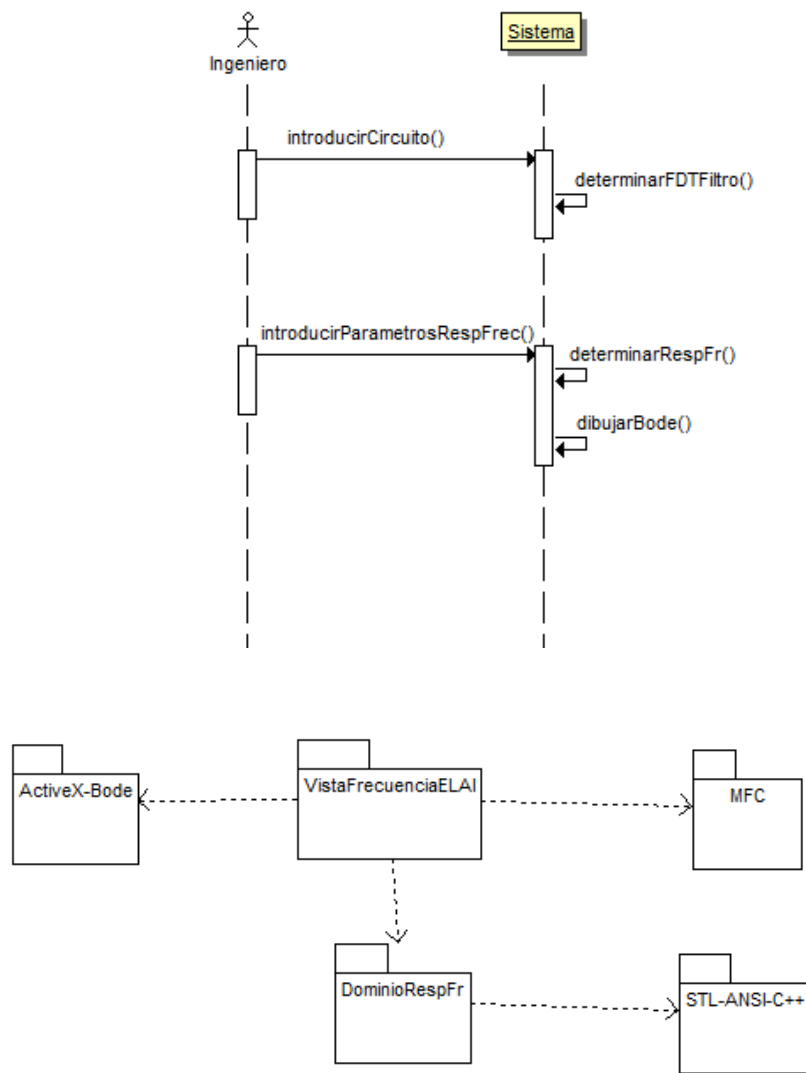 Sistema
Ingeniero
introducirCircuito()
determinarFDTFiltro()
introducirParametrosRespFrec()
determinarRespFr()
dibujarBode()
ActiveX-Bode
VistaFrecuenciaELAI
MFC
DominioRespFr
STL-ANSI-C++